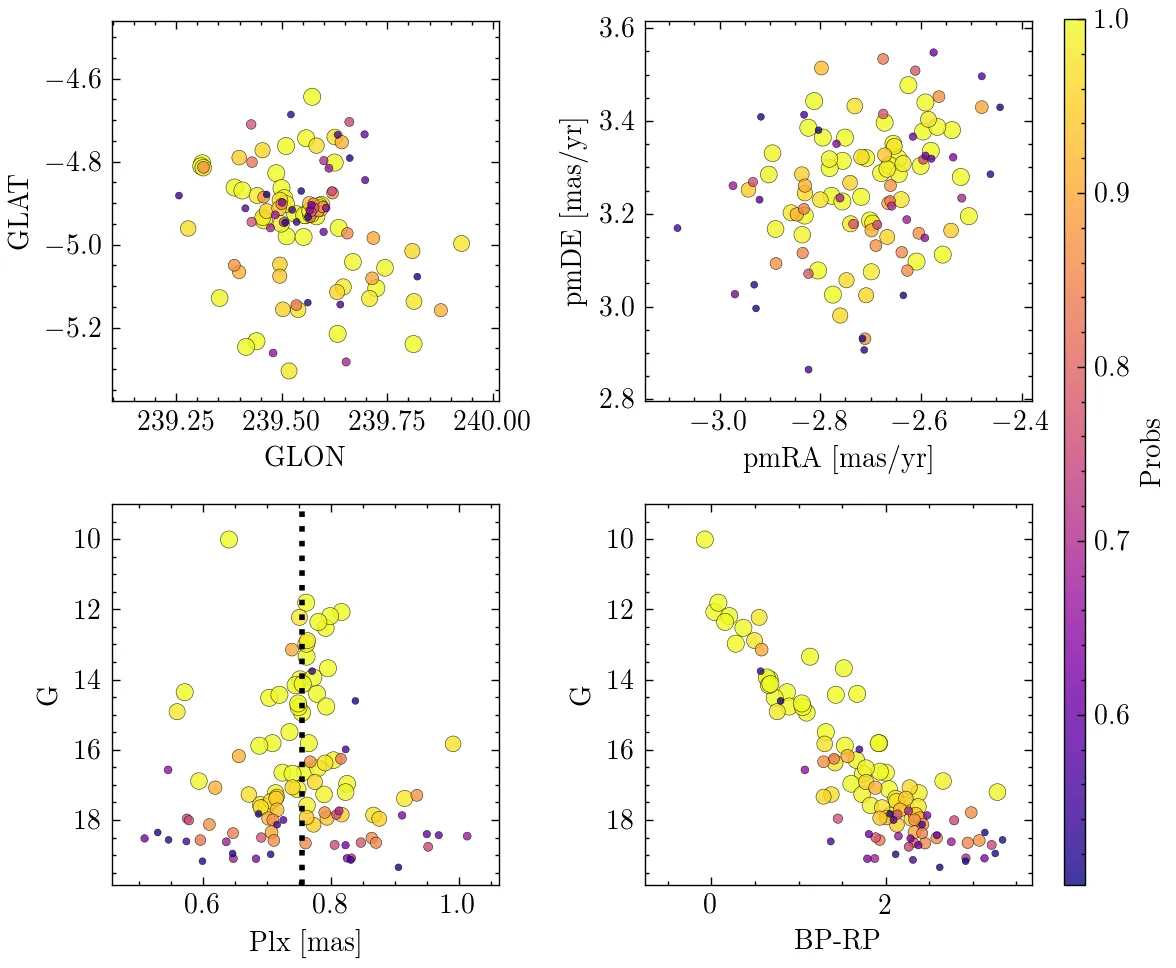 −4.6
−4.8
−5.0
−5.2
GLAT
239.25 239.50 239.75 240.00
GLON
3.6
3.4
3.2
3.0
2.8
pmDE [mas/yr]
−3.0 −2.8 −2.6 −2.4
pmRA [mas/yr]
1.0
0.9
0.8
0.7
0.6
Probs
10
12
14
16
18
G
0.6 0.8 1.0
Plx [mas]
10
12
14
16
18
G
0 2
BP-RP